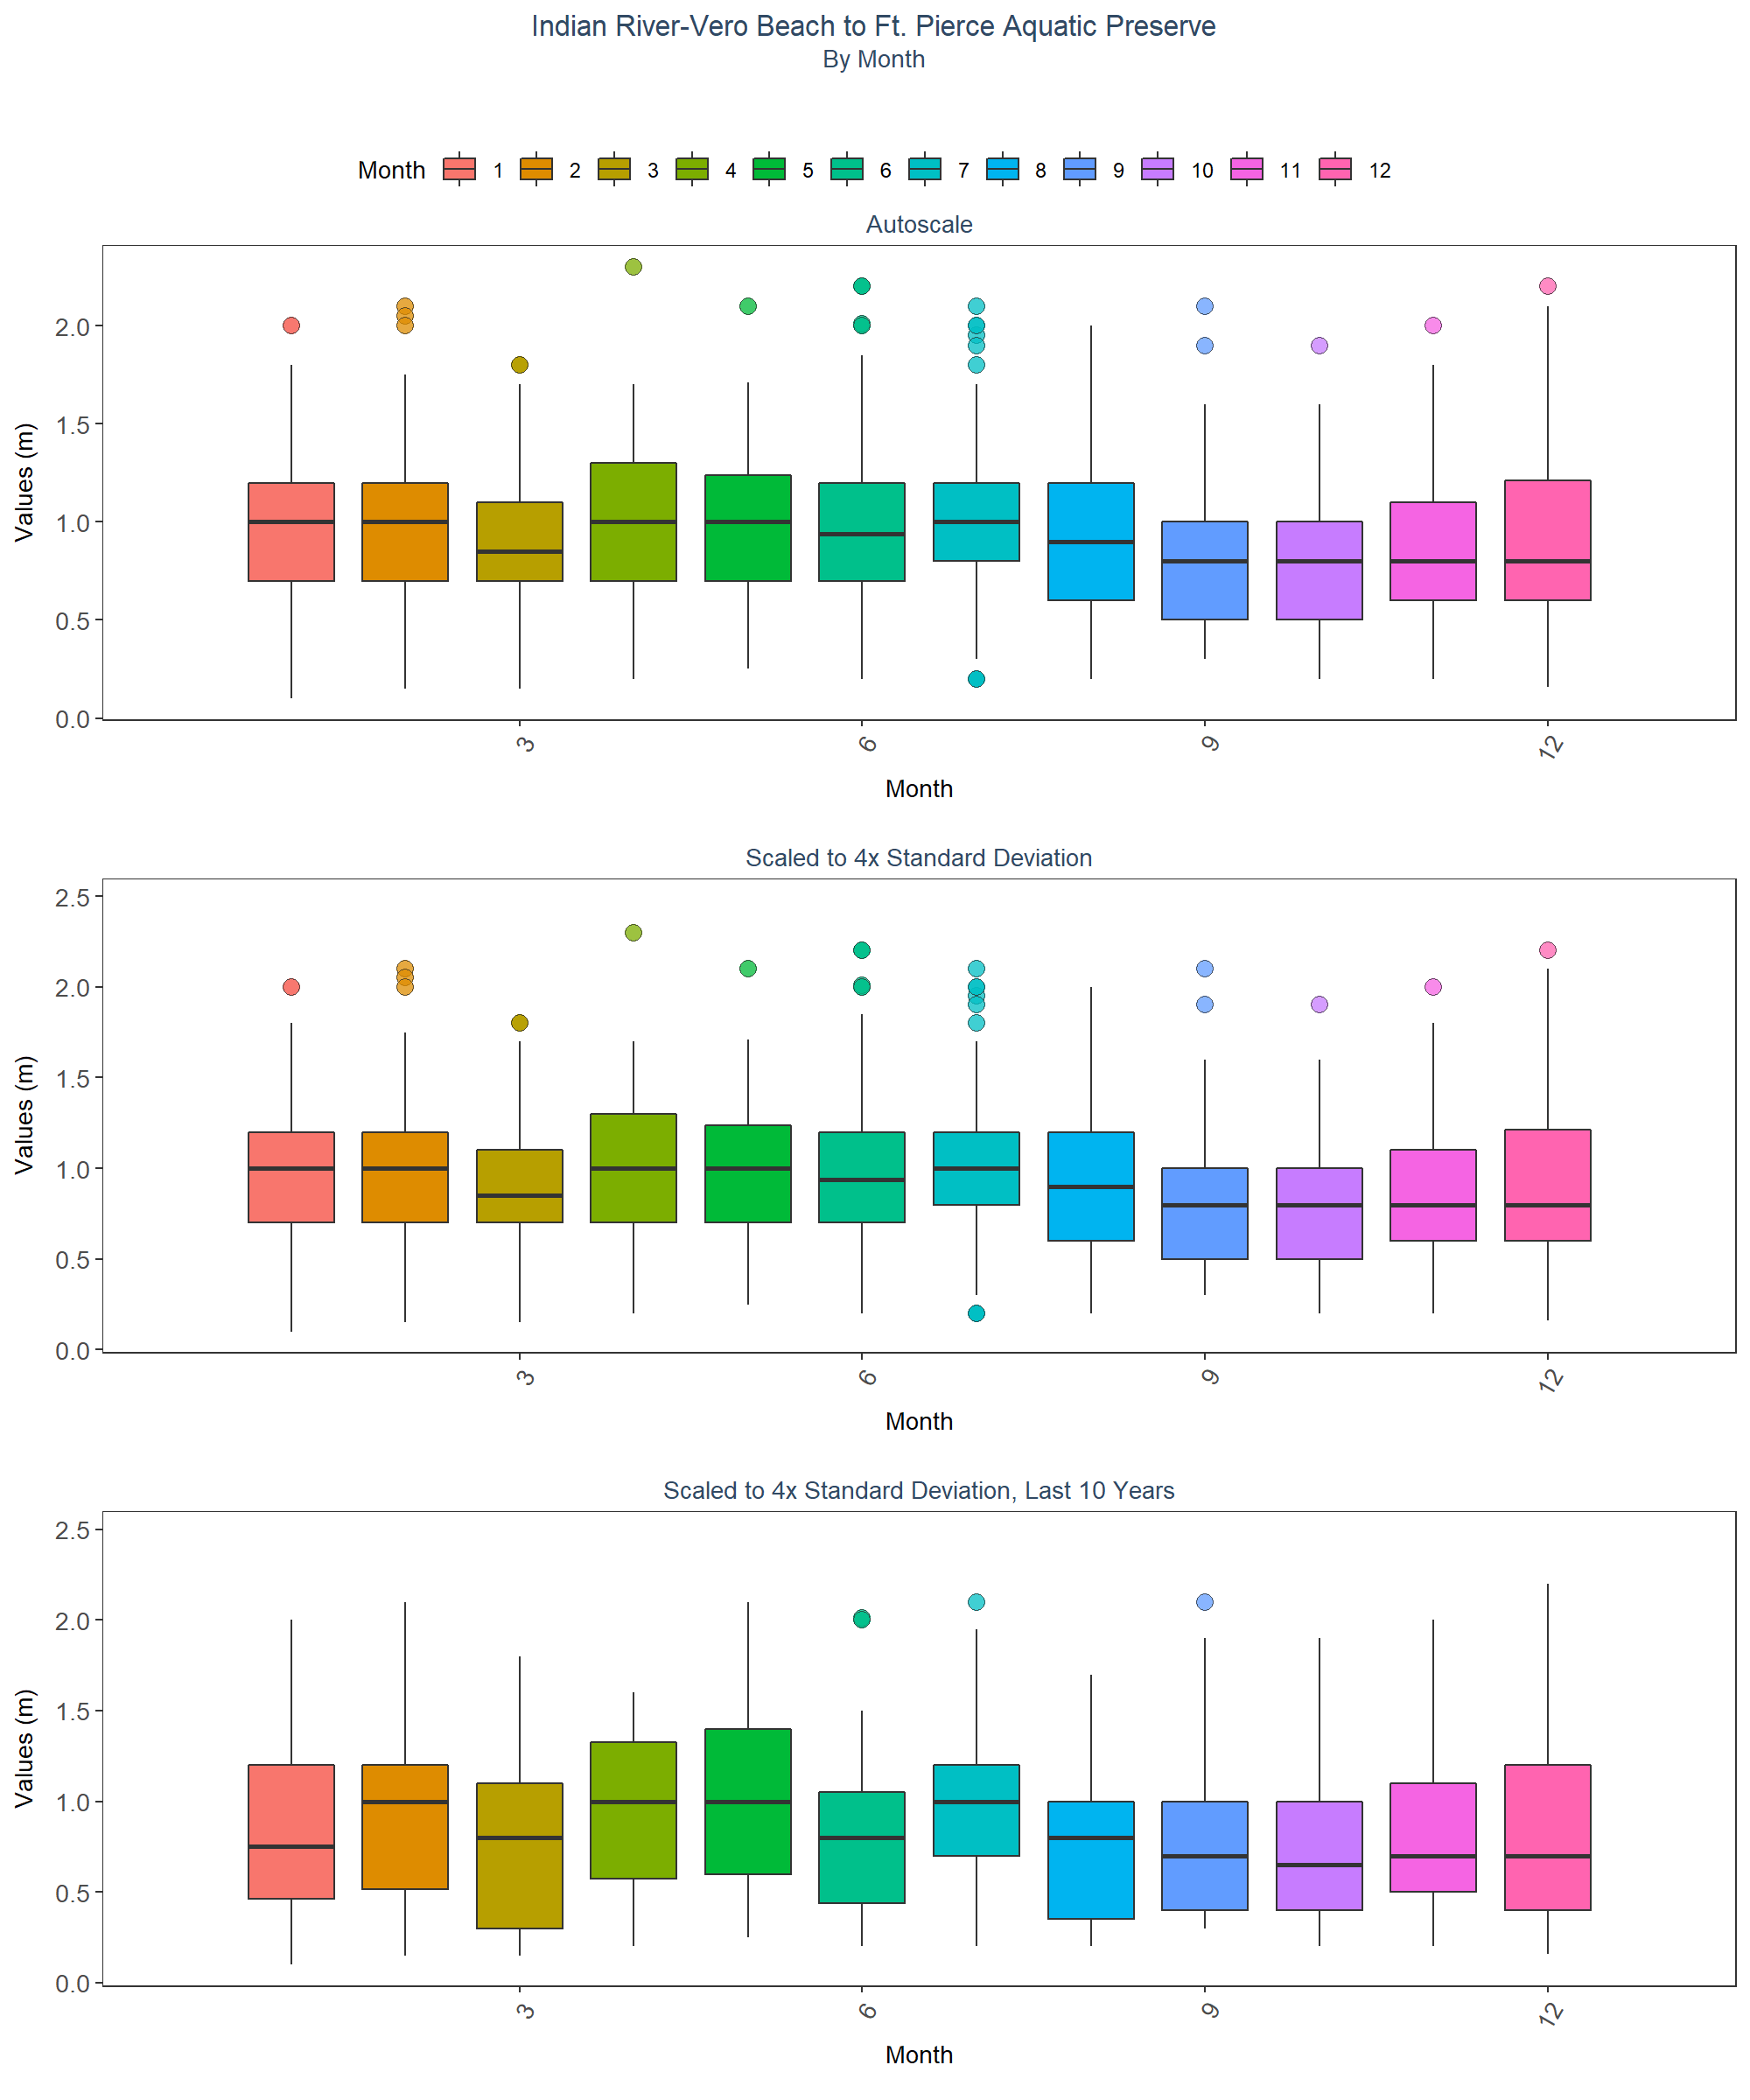 Indian River-Vero Beach to Ft. Pierce Aquatic Preserve
By Month
Month 1 2 3 4 5 6 7 8 9 10 11 12
Autoscale
Values (m)
2.0
1.5
1.0
0.5
0.0
3 6 9 12
Month
Scaled to 4x Standard Deviation
Values (m)
2.5
2.0
1.5
1.0
0.5
0.0
3 6 9 12
Month
Scaled to 4x Standard Deviation, Last 10 Years
Values (m)
2.5
2.0
1.5
1.0
0.5
0.0
3 6 9 12
Month